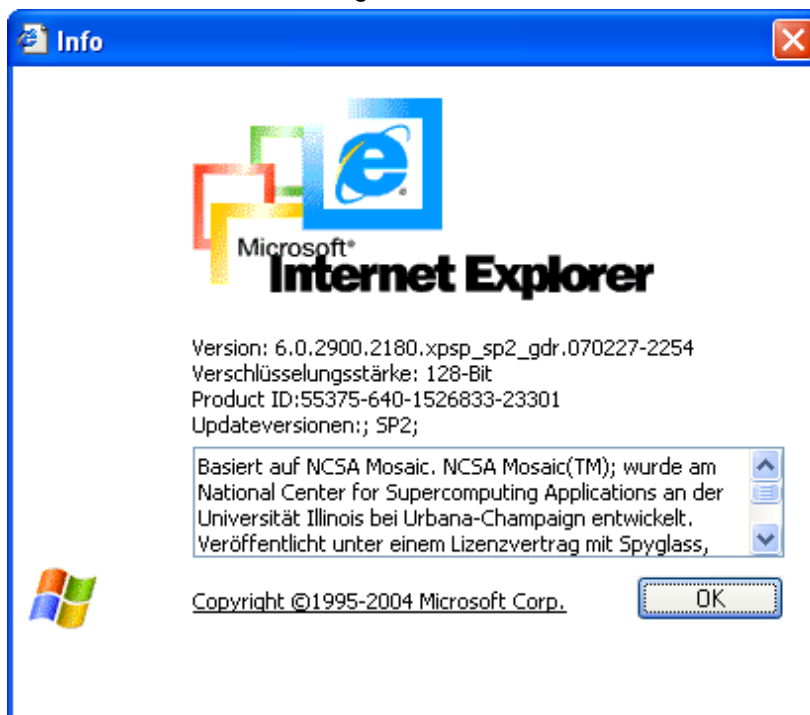 Info
Microsoft®
Internet Explorer
Version: 6.0.2900.2180.xpsp_sp2_gdr.070227-2254
Verschlüsselungsstärke: 128-Bit
Product ID:55375-640-1526833-23301
Updateversionen:; SP2;
Basiert auf NCSA Mosaic. NCSA Mosaic(TM); wurde am
National Center for Supercomputing Applications an der
Universität Illinois bei Urbana-Champaign entwickelt.
Veröffentlicht unter einem Lizenzvertrag mit Spyglass,
Copyright ©1995-2004 Microsoft Corp.
OK